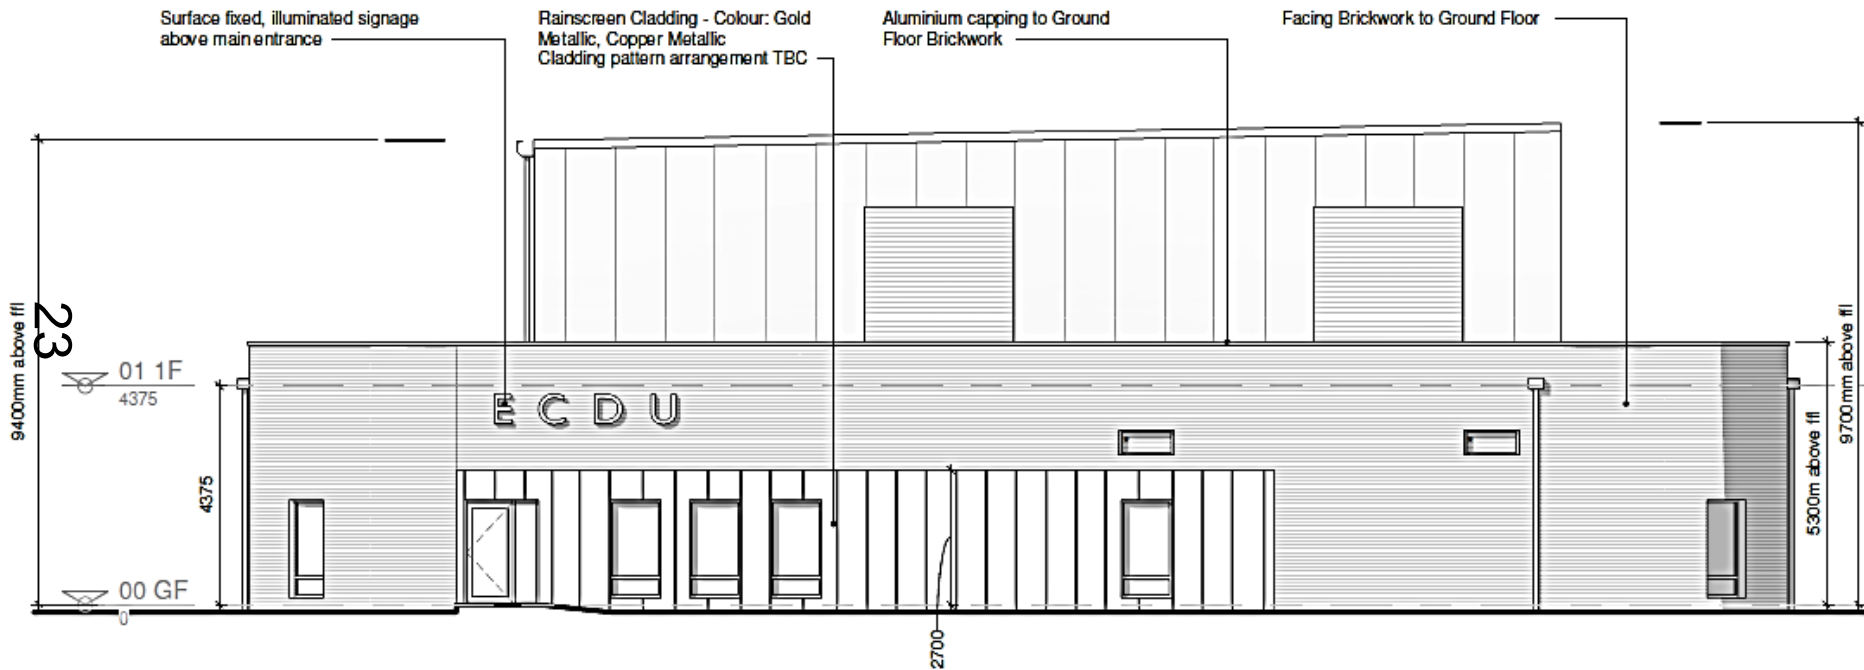 Surface fixed, illuminated signage
above main entrance
Rainscreen Cladding - Colour: Gold
Metallic, Copper Metallic
Cladding pattern arrangement TBC
Aluminium capping to Ground
Floor Brickwork
Facing Brickwork to Ground Floor
9400mm above ffl
23
01 1F
4375
4375
00 GF
0
ECDU
2700
5300m above ffl
9700mm above ffl